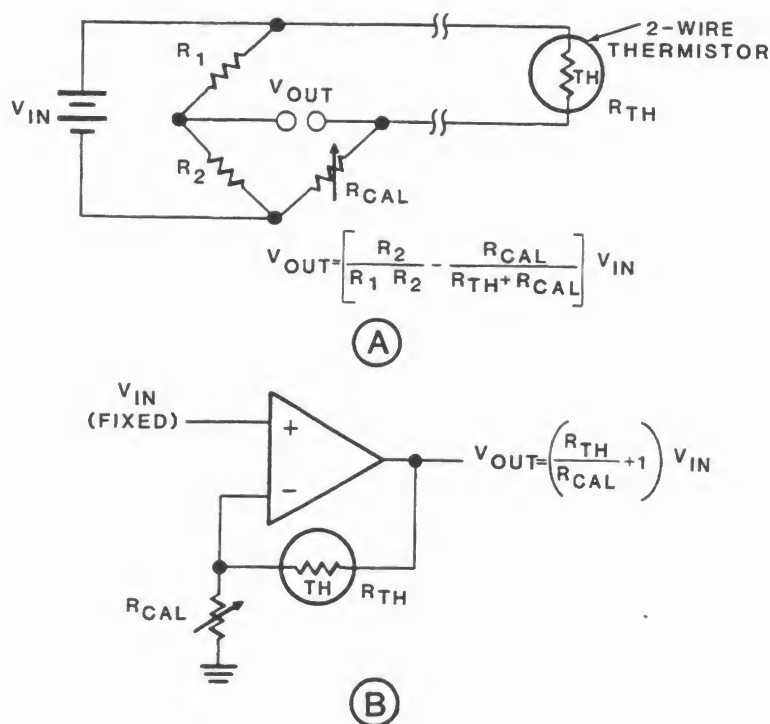 2-WIRE
THERMISTOR
R1
VOUT
TH
VIN
RTH
R2
RCAL
VOUT=[R2/R1 R2 - RCAL/RTH+RCAL] VIN
A
VIN
(FIXED)
+
−
VOUT=(RTH/RCAL +1) VIN
TH
RTH
RCAL
B